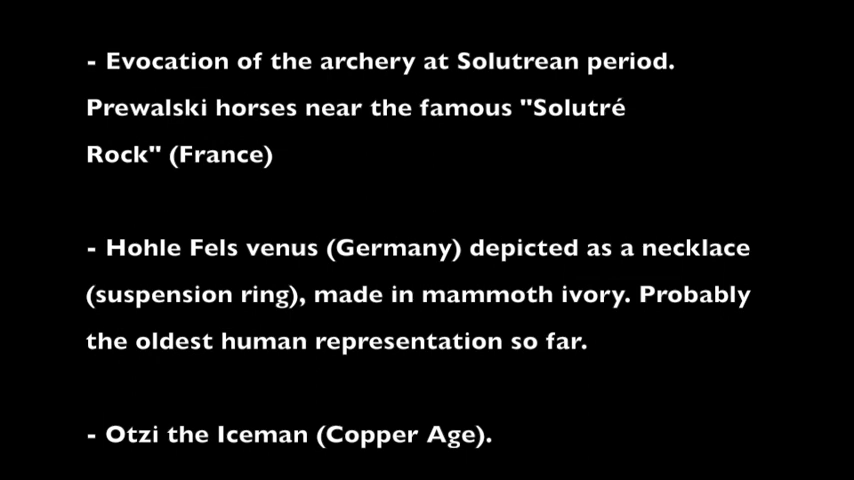 - Evocation of the archery at Solutrean period.
Prewalski horses near the famous "Solutré
Rock" (France)
- Hohle Fels venus (Germany) depicted as a necklace
(suspension ring), made in mammoth ivory. Probably
the oldest human representation so far.
- Otzi the Iceman (Copper Age).